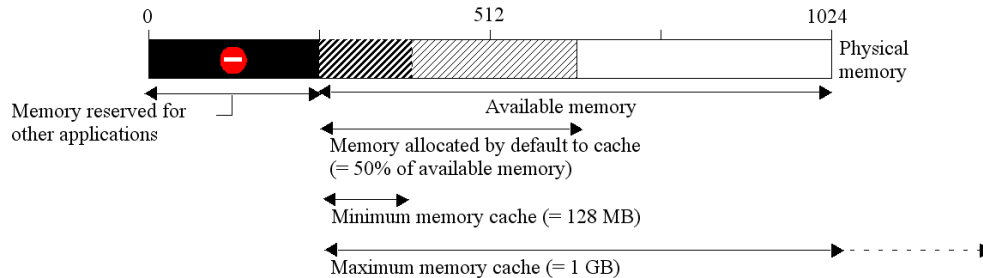 0 512 1024
Physical
memory
Memory reserved for
other applications
Available memory
Memory allocated by default to cache
(= 50% of available memory)
Minimum memory cache (= 128 MB)
Maximum memory cache (= 1 GB)